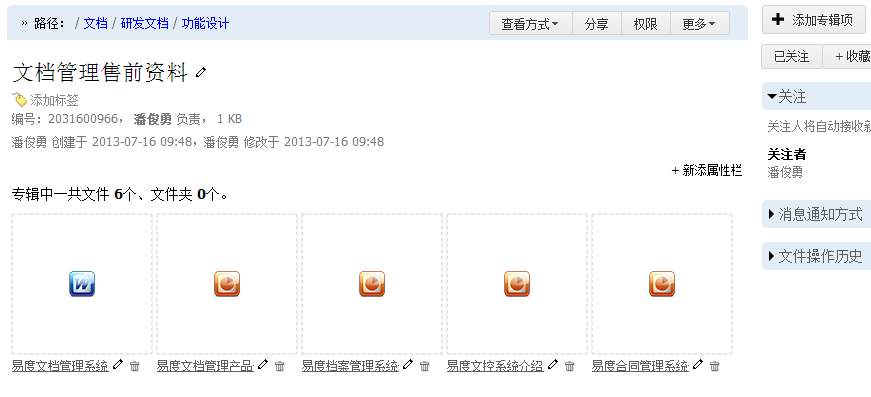 » 路径： / 文档 / 研发文档 / 功能设计
查看方式 分享 权限 更多
文档管理售前资料
添加标签
编号：2031600966， 潘俊勇 负责， 1 KB
潘俊勇 创建于 2013-07-16 09:48，潘俊勇 修改于 2013-07-16 09:48
+ 新添属性栏
专辑中一共文件 6个、文件夹 0个。
易度文档管理系统 易度文档管理产品 易度档案管理系统 易度文控系统介绍 易度合同管理系统
+ 添加专辑项
已关注 + 收藏
关注
关注人将自动接收新
关注者
潘俊勇
消息通知方式
文件操作历史